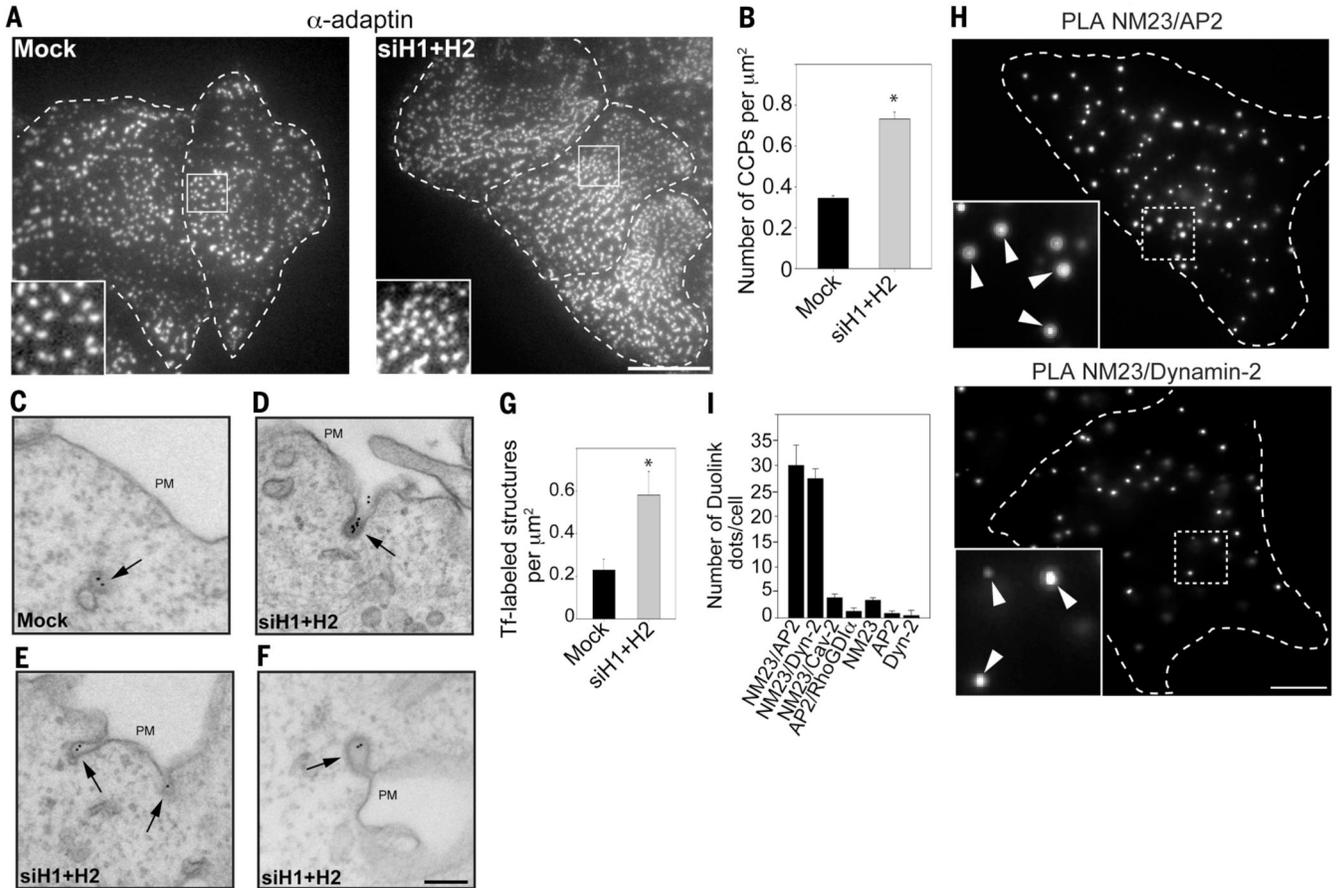 A
α-adaptin
Mock
siH1+H2
B
Number of CCPs per μm²
0.8
0.6
0.4
0.2
0
*
Mock
siH1+H2
C
PM
Mock
D
PM
siH1+H2
E
PM
siH1+H2
F
PM
siH1+H2
G
Tf-labeled structures
per μm²
0.6
0.4
0.2
0
*
Mock
siH1+H2
H
PLA NM23/AP2
PLA NM23/Dynamin-2
I
Number of Duolink
dots/cell
35
30
25
20
15
10
5
0
NM23/AP2
NM23/Dyn-2
NM23/Cav-2
AP2/RhoGDIα
NM23
AP2
Dyn-2